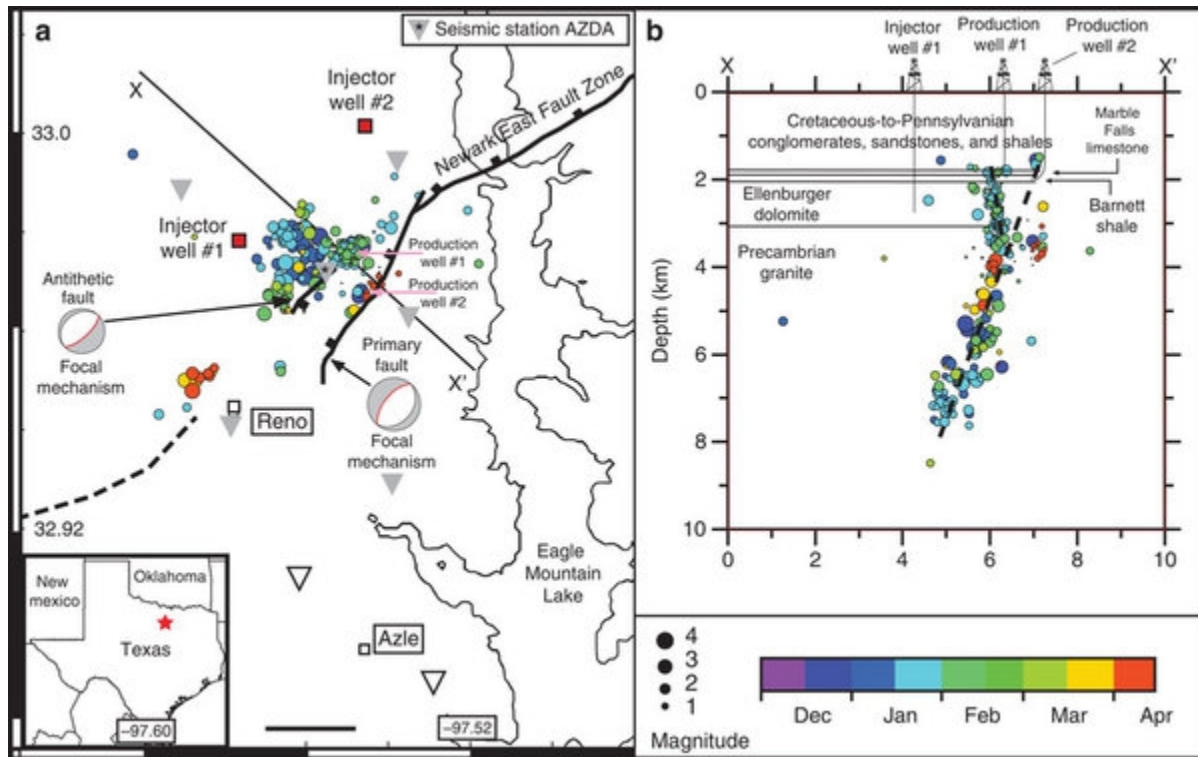 a
Seismic station AZDA
X
Injector
well #2
Newark East Fault Zone
33.0
Injector
well #1
Production
well #1
Production
well #2
Antithetic
fault
Focal
mechanism
Primary
fault
X'
Focal
mechanism
Reno
32.92
Eagle
Mountain
Lake
Azle
New
mexico
Oklahoma
Texas
–97.60
–97.52
b
Injector
well #1
Production
well #1
Production
well #2
X
X'
Cretaceous-to-Pennsylvanian
conglomerates, sandstones, and shales
Marble
Falls
limestone
Ellenburger
dolomite
Barnett
shale
Precambrian
granite
Depth (km)
0
2
4
6
8
10
0
2
4
6
8
10
4
3
2
1
Magnitude
Dec
Jan
Feb
Mar
Apr